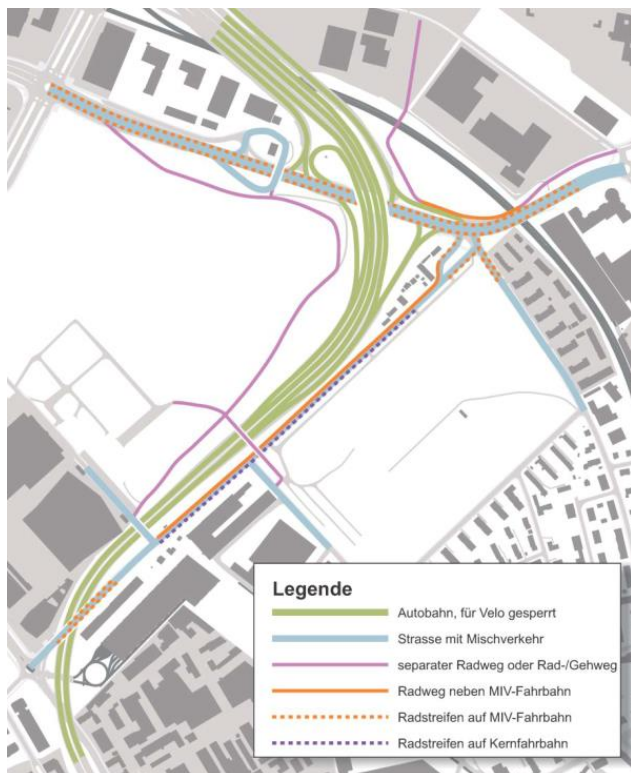 Legende
Autobahn, für Velo gesperrt
Strasse mit Mischverkehr
separater Radweg oder Rad-/Gehweg
Radweg neben MIV-Fahrbahn
Radstreifen auf MIV-Fahrbahn
Radstreifen auf Kernfahrbahn